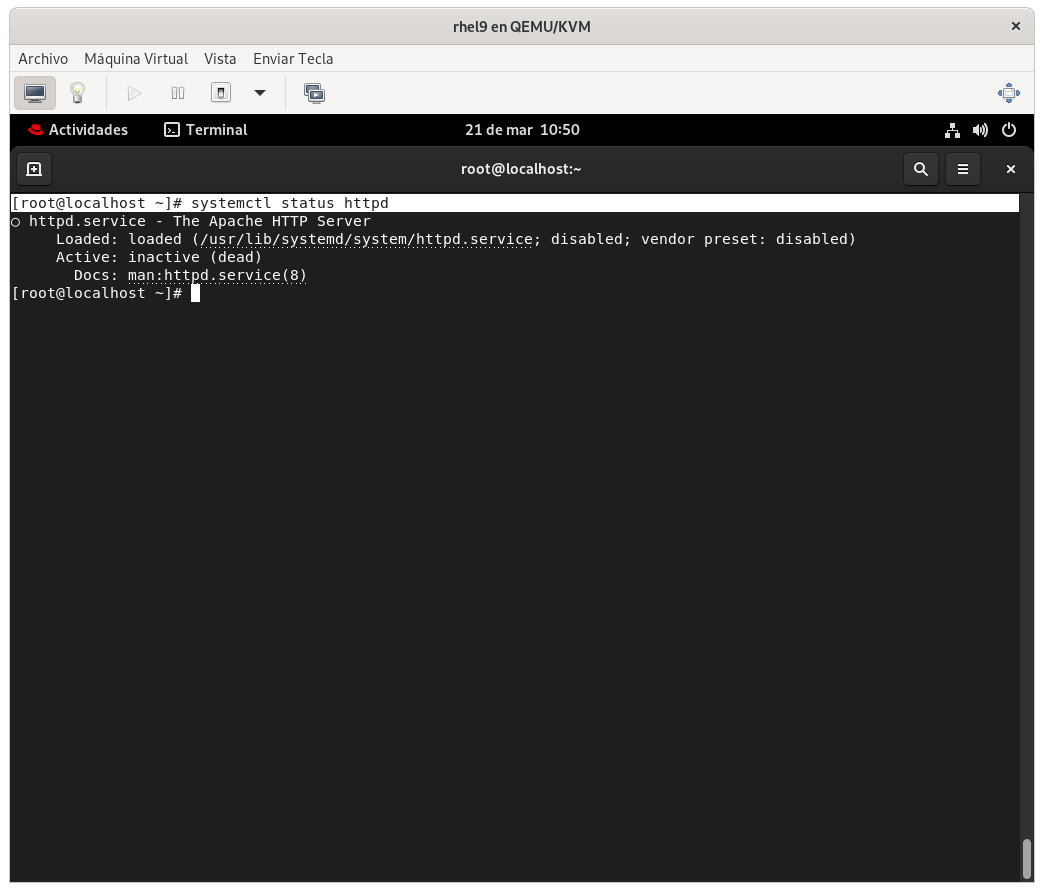 rhel9 en QEMU/KVM
Archivo Máquina Virtual Vista Enviar Tecla
Actividades Terminal 21 de mar 10:50
root@localhost:~
[root@localhost ~]# systemctl status httpd
○ httpd.service - The Apache HTTP Server
     Loaded: loaded (/usr/lib/systemd/system/httpd.service; disabled; vendor preset: disabled)
     Active: inactive (dead)
       Docs: man:httpd.service(8)
[root@localhost ~]#